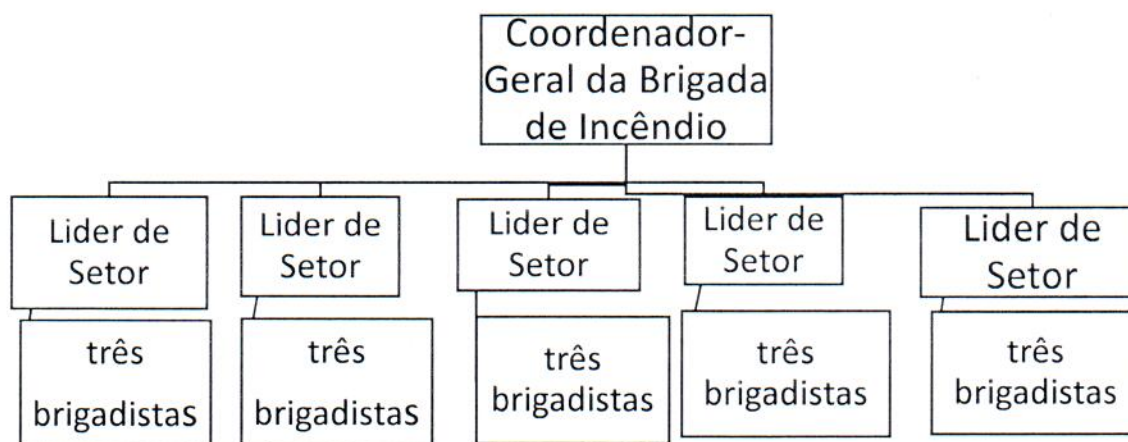 Coordenador-
Geral da Brigada
de Incêndio
Lider de
Setor
Lider de
Setor
Lider de
Setor
Lider de
Setor
Lider de
Setor
três
brigadistas
três
brigadistas
três
brigadistas
três
brigadistas
três
brigadistas